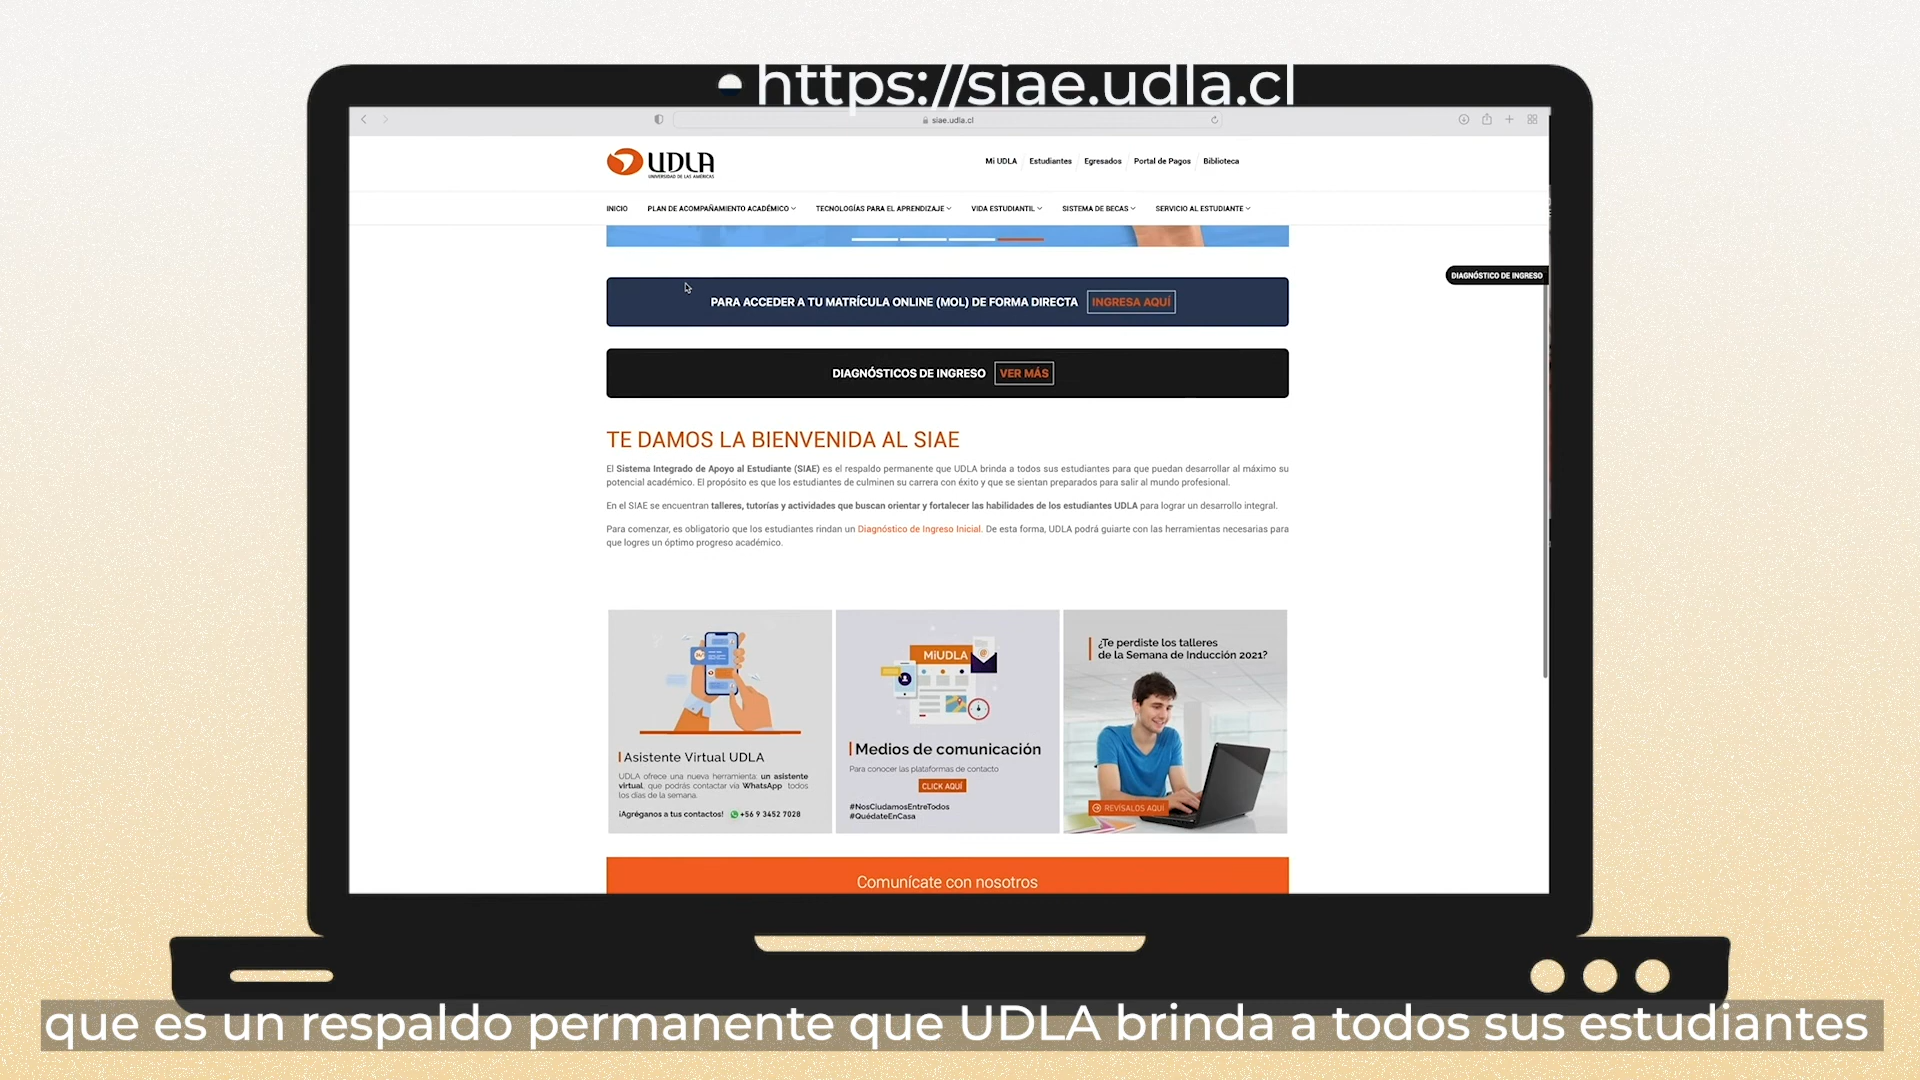 https://siae.udla.cl
siae.udla.cl
UDLA
UNIVERSIDAD DE LAS AMÉRICAS
Mi UDLA Estudiantes Egresados Portal de Pagos Biblioteca
INICIO PLAN DE ACOMPAÑAMIENTO ACADÉMICO TECNOLOGÍAS PARA EL APRENDIZAJE VIDA ESTUDIANTIL SISTEMA DE BECAS SERVICIO AL ESTUDIANTE
DIAGNÓSTICO DE INGRESO
PARA ACCEDER A TU MATRÍCULA ONLINE (MOL) DE FORMA DIRECTA INGRESA AQUÍ
DIAGNÓSTICOS DE INGRESO VER MÁS
TE DAMOS LA BIENVENIDA AL SIAE
El Sistema Integrado de Apoyo al Estudiante (SIAE) es el respaldo permanente que UDLA brinda a todos sus estudiantes para que puedan desarrollar al máximo su
potencial académico. El propósito es que los estudiantes de culminen su carrera con éxito y que se sientan preparados para salir al mundo profesional.
En el SIAE se encuentran talleres, tutorías y actividades que buscan orientar y fortalecer las habilidades de los estudiantes UDLA para lograr un desarrollo integral.
Para comenzar, es obligatorio que los estudiantes rindan un Diagnóstico de Ingreso Inicial. De esta forma, UDLA podrá guiarte con las herramientas necesarias para
que logres un óptimo progreso académico.
Asistente Virtual UDLA
UDLA ofrece una nueva herramienta: un asistente
virtual, que podrás contactar vía WhatsApp todos
los días de la semana.
¡Agréganos a tus contactos! +56 9 3452 7028
MiUDLA
@
Medios de comunicación
Para conocer las plataformas de contacto
CLICK AQUÍ
#NosCiudamosEntreTodos
#QuédateEnCasa
¿Te perdiste los talleres
de la Semana de Inducción 2021?
REVÍSALOS AQUÍ
Comunícate con nosotros
que es un respaldo permanente que UDLA brinda a todos sus estudiantes